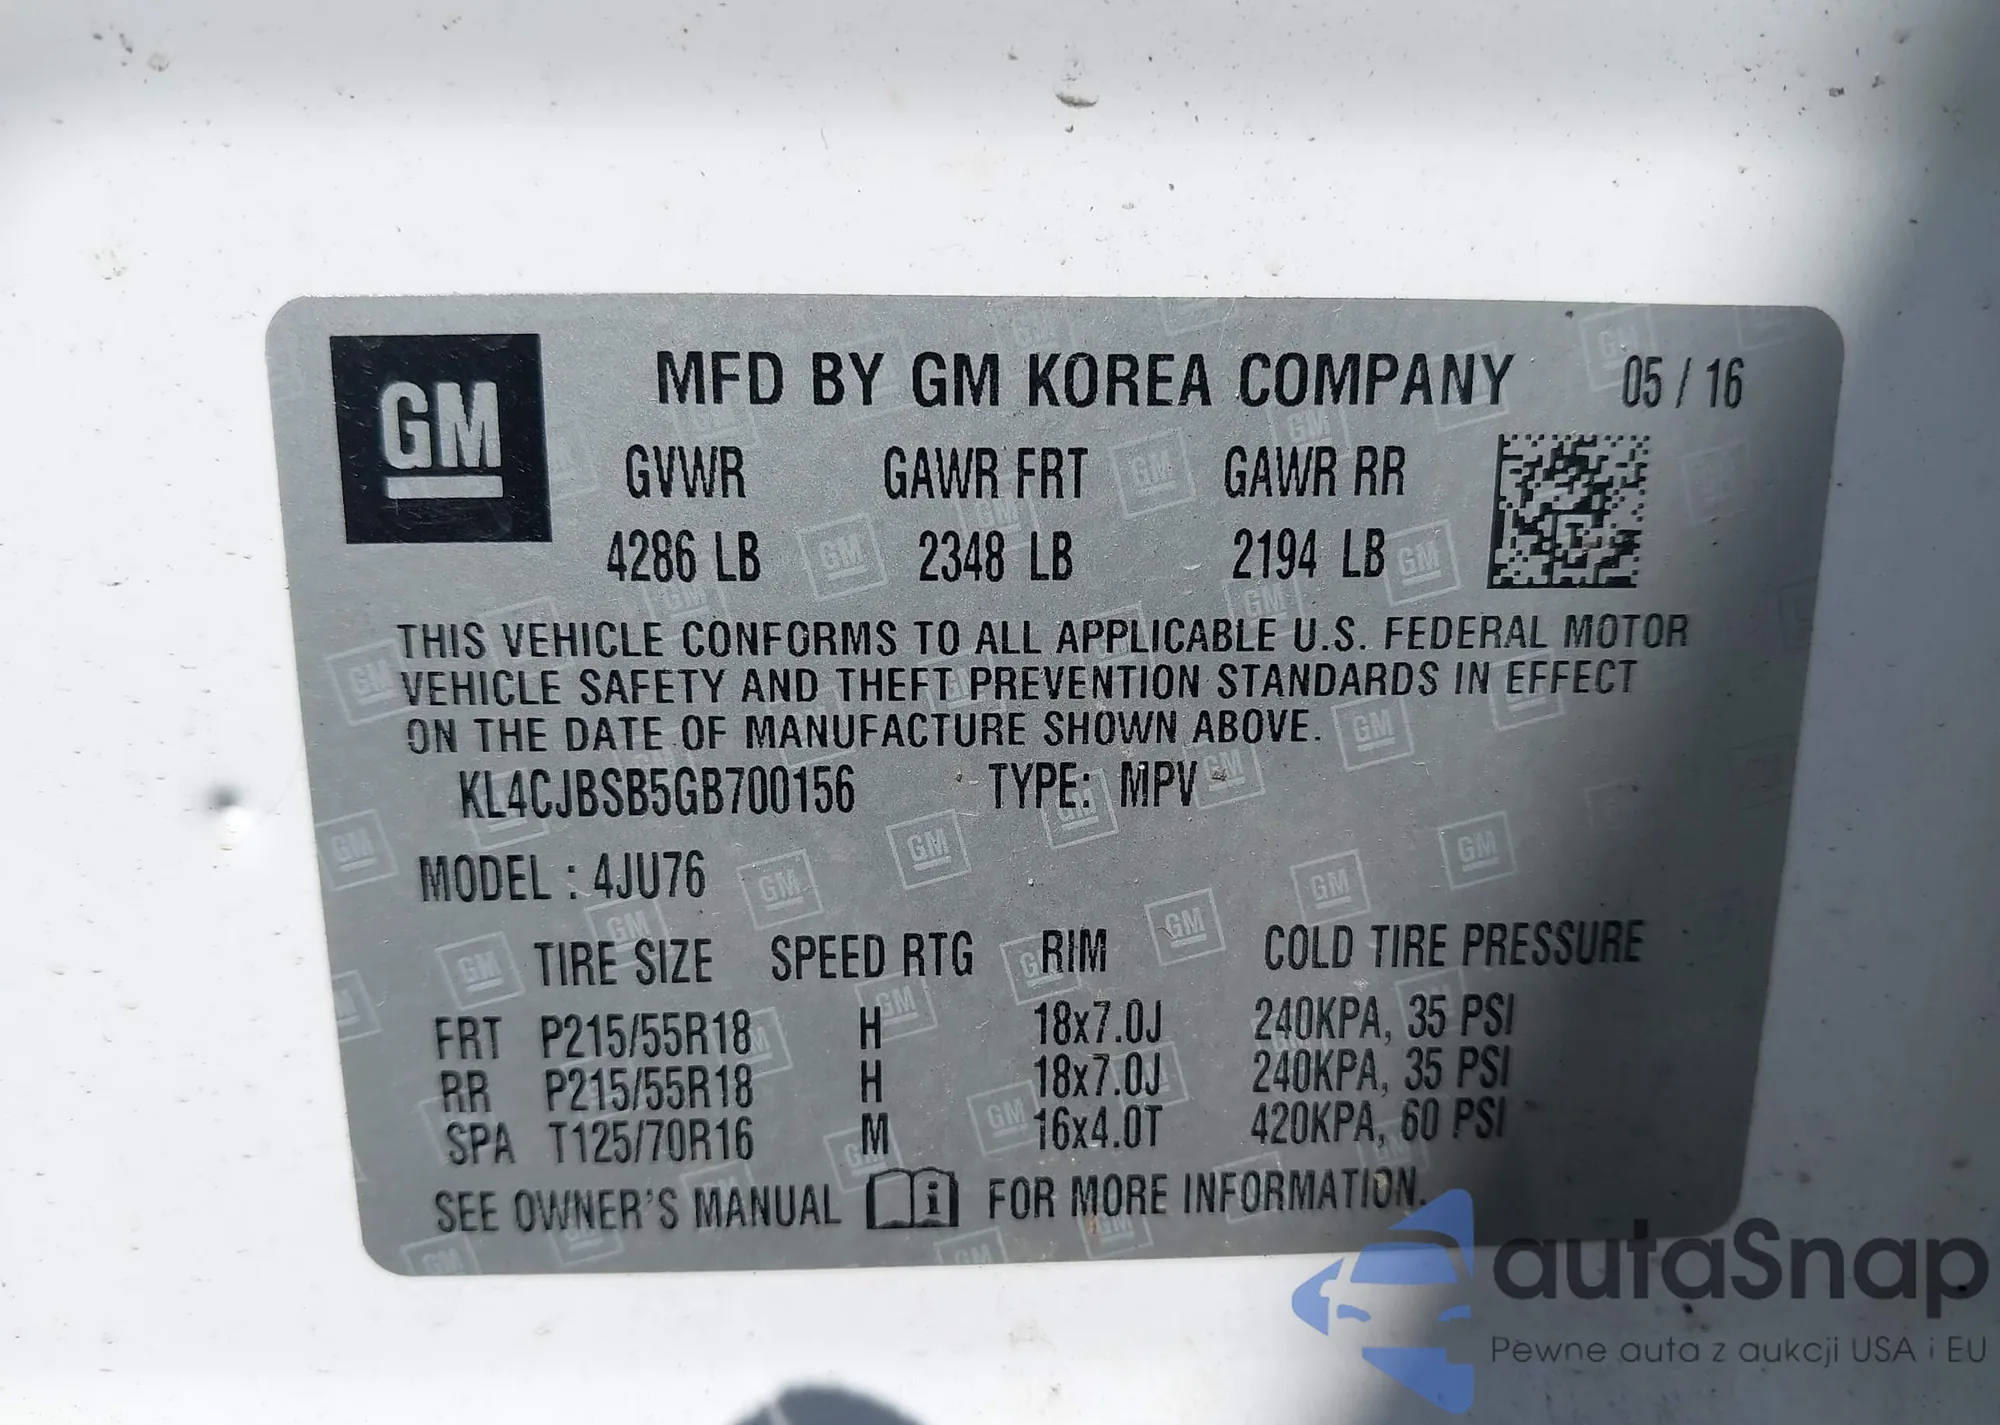 GM
MFD BY GM KOREA COMPANY 05 / 16
GVWR GAWR FRT GAWR RR
4286 LB 2348 LB 2194 LB
THIS VEHICLE CONFORMS TO ALL APPLICABLE U.S. FEDERAL MOTOR
VEHICLE SAFETY AND THEFT PREVENTION STANDARDS IN EFFECT
ON THE DATE OF MANUFACTURE SHOWN ABOVE.
KL4CJBSB5GB700156 TYPE: MPV
MODEL : 4JU76
TIRE SIZE SPEED RTG RIM COLD TIRE PRESSURE
FRT P215/55R18 H 18x7.0J 240KPA, 35 PSI
RR P215/55R18 H 18x7.0J 240KPA, 35 PSI
SPA T125/70R16 M 16x4.0T 420KPA, 60 PSI
SEE OWNER'S MANUAL i FOR MORE INFORMATION.
autaSnap
Pewne auta z aukcji USA i EU